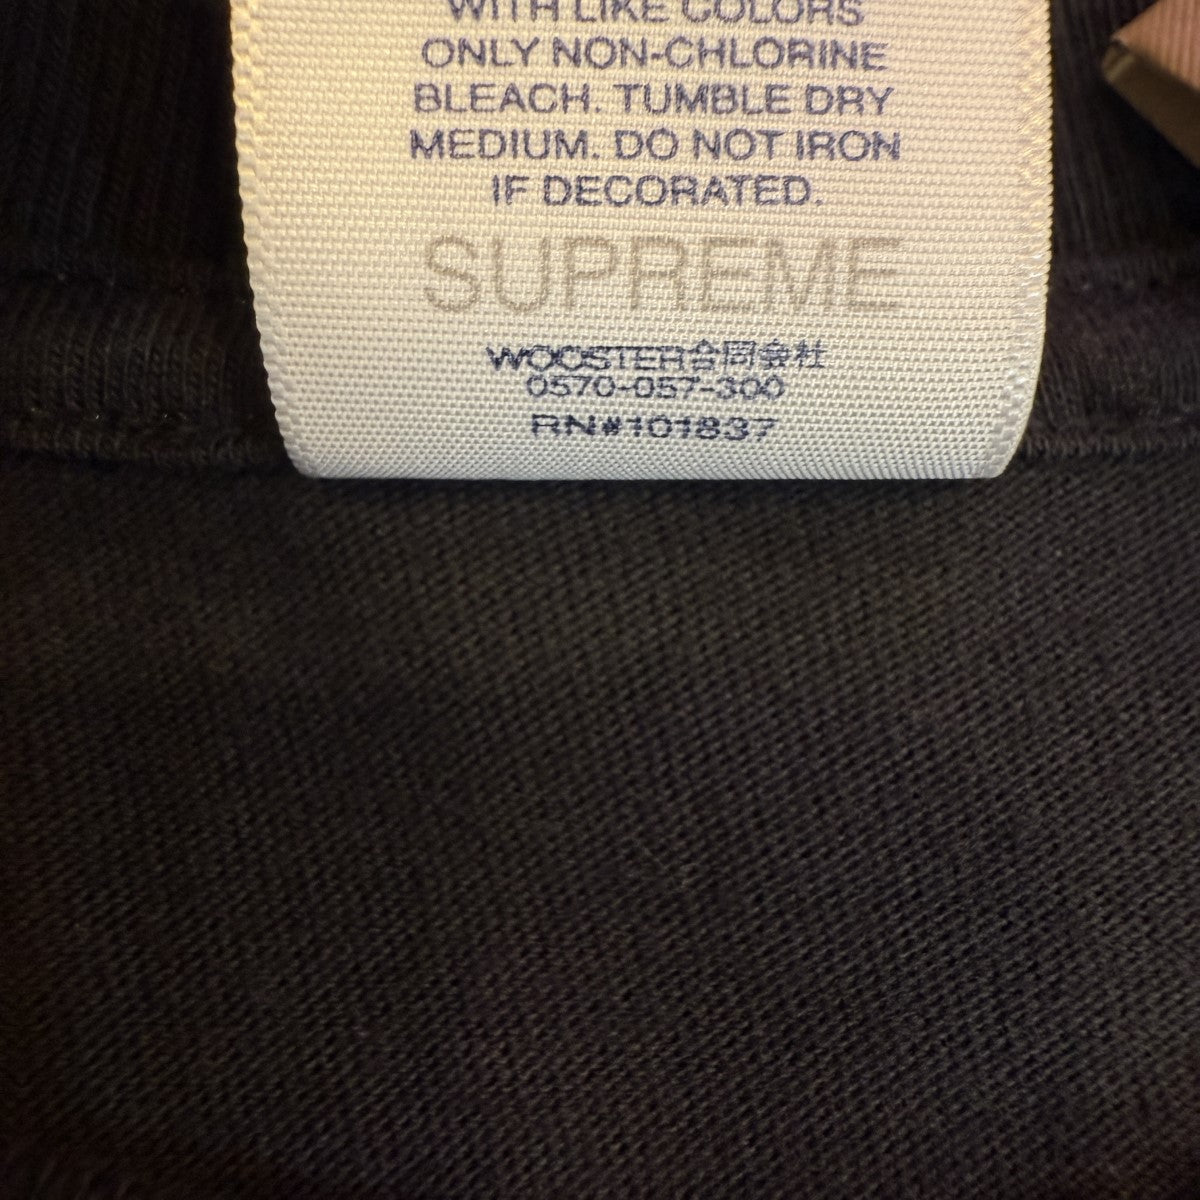 WITH LIKE COLORS
ONLY NON-CHLORINE
BLEACH. TUMBLE DRY
MEDIUM. DO NOT IRON
IF DECORATED.
SUPREME
WOOSTER合同会社
0570-057-300
RN#101837